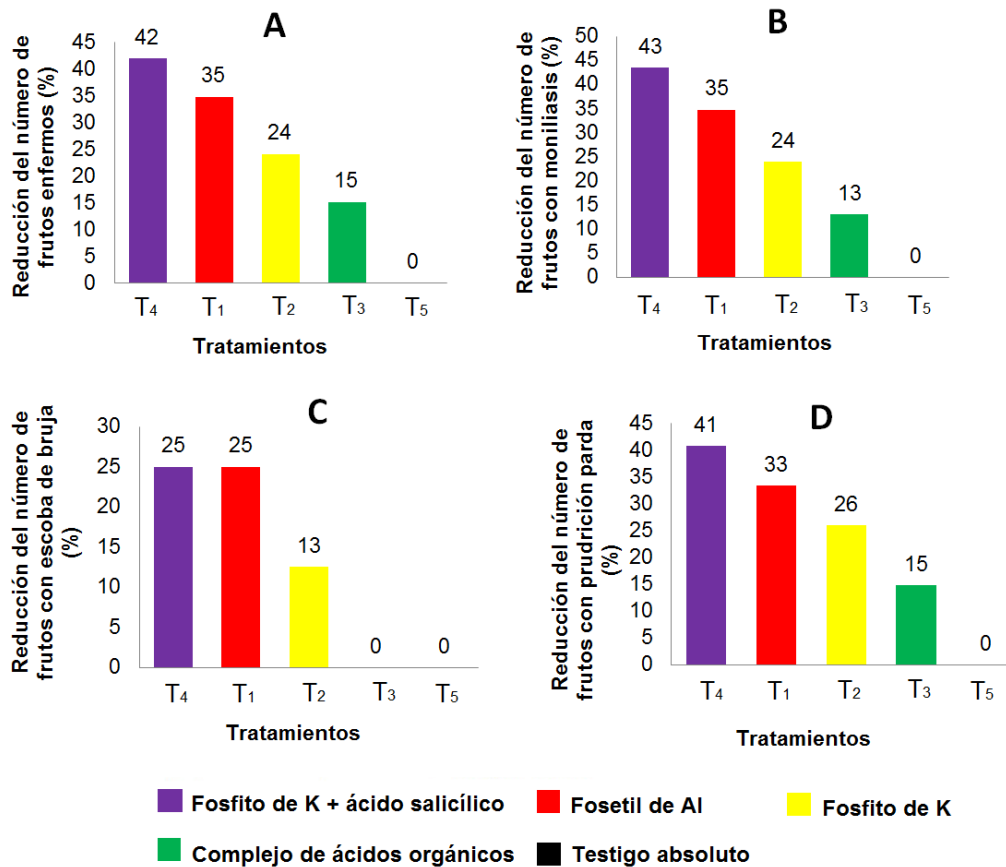 A
Reducción del número de
frutos enfermos (%)
45
40
35
30
25
20
15
10
5
0
42
35
24
15
0
T4 T1 T2 T3 T5
Tratamientos
B
Reducción del número de
frutos con moniliasis (%)
50
45
40
35
30
25
20
15
10
5
0
43
35
24
13
0
T4 T1 T2 T3 T5
Tratamientos
C
Reducción del número de
frutos con escoba de bruja
(%)
30
25
20
15
10
5
0
25
25
13
0
0
T4 T1 T2 T3 T5
Tratamientos
D
Reducción del número de
frutos con prudrición parda
(%)
45
40
35
30
25
20
15
10
5
0
41
33
26
15
0
T4 T1 T2 T3 T5
Tratamientos
Fosfito de K + ácido salicílico
Fosetil de Al
Fosfito de K
Complejo de ácidos orgánicos
Testigo absoluto